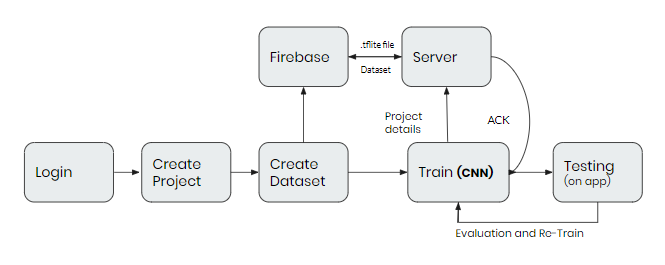 Firebase
.tflite file
Dataset
Server
Project
details
ACK
Login
Create
Project
Create
Dataset
Train (CNN)
Testing
(on app)
Evaluation and Re-Train